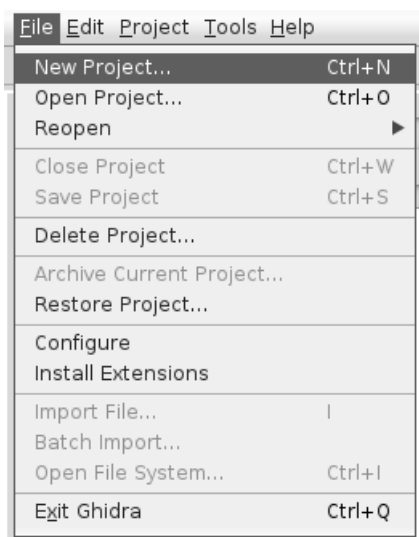 File Edit Project Tools Help
New Project... Ctrl+N
Open Project... Ctrl+O
Reopen
Close Project Ctrl+W
Save Project Ctrl+S
Delete Project...
Archive Current Project...
Restore Project...
Configure
Install Extensions
Import File... I
Batch Import...
Open File System... Ctrl+I
Exit Ghidra Ctrl+Q